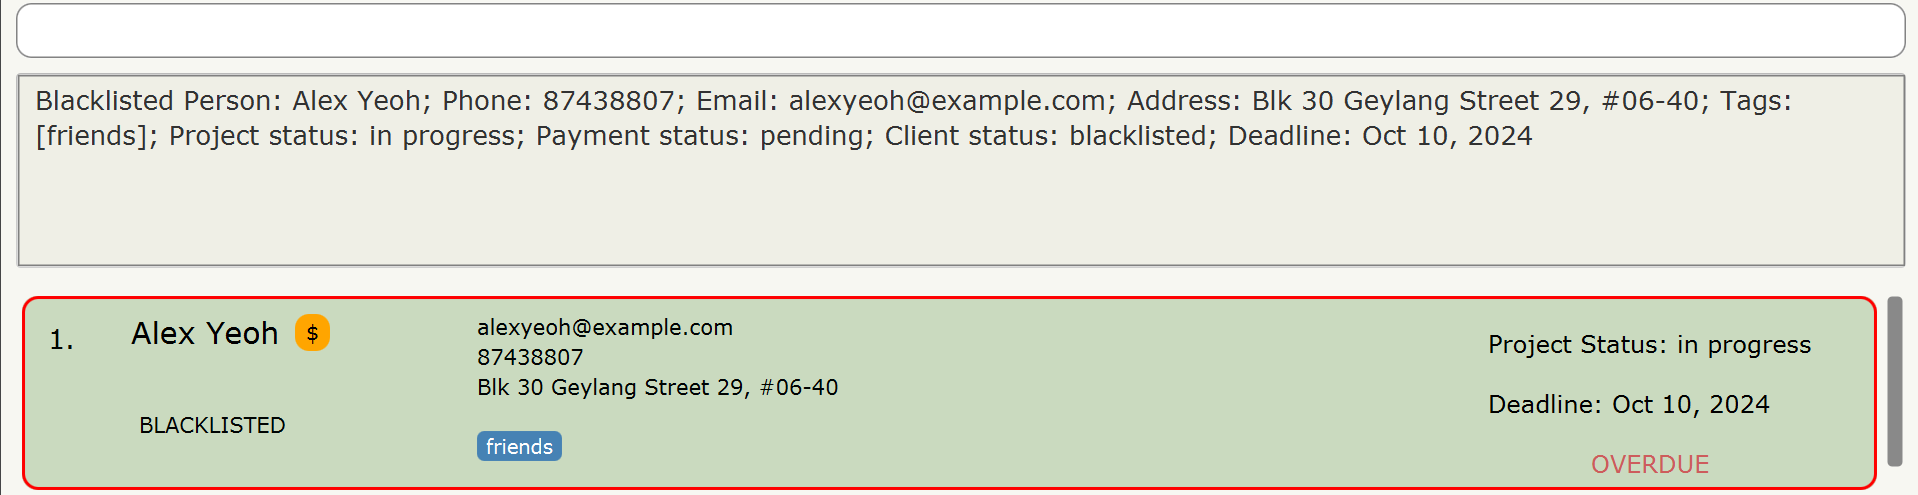 Blacklisted Person: Alex Yeoh; Phone: 87438807; Email: alexyeoh@example.com; Address: Blk 30 Geylang Street 29, #06-40; Tags:
[friends]; Project status: in progress; Payment status: pending; Client status: blacklisted; Deadline: Oct 10, 2024
1.
Alex Yeoh $
BLACKLISTED
alexyeoh@example.com
87438807
Blk 30 Geylang Street 29, #06-40
friends
Project Status: in progress
Deadline: Oct 10, 2024
OVERDUE